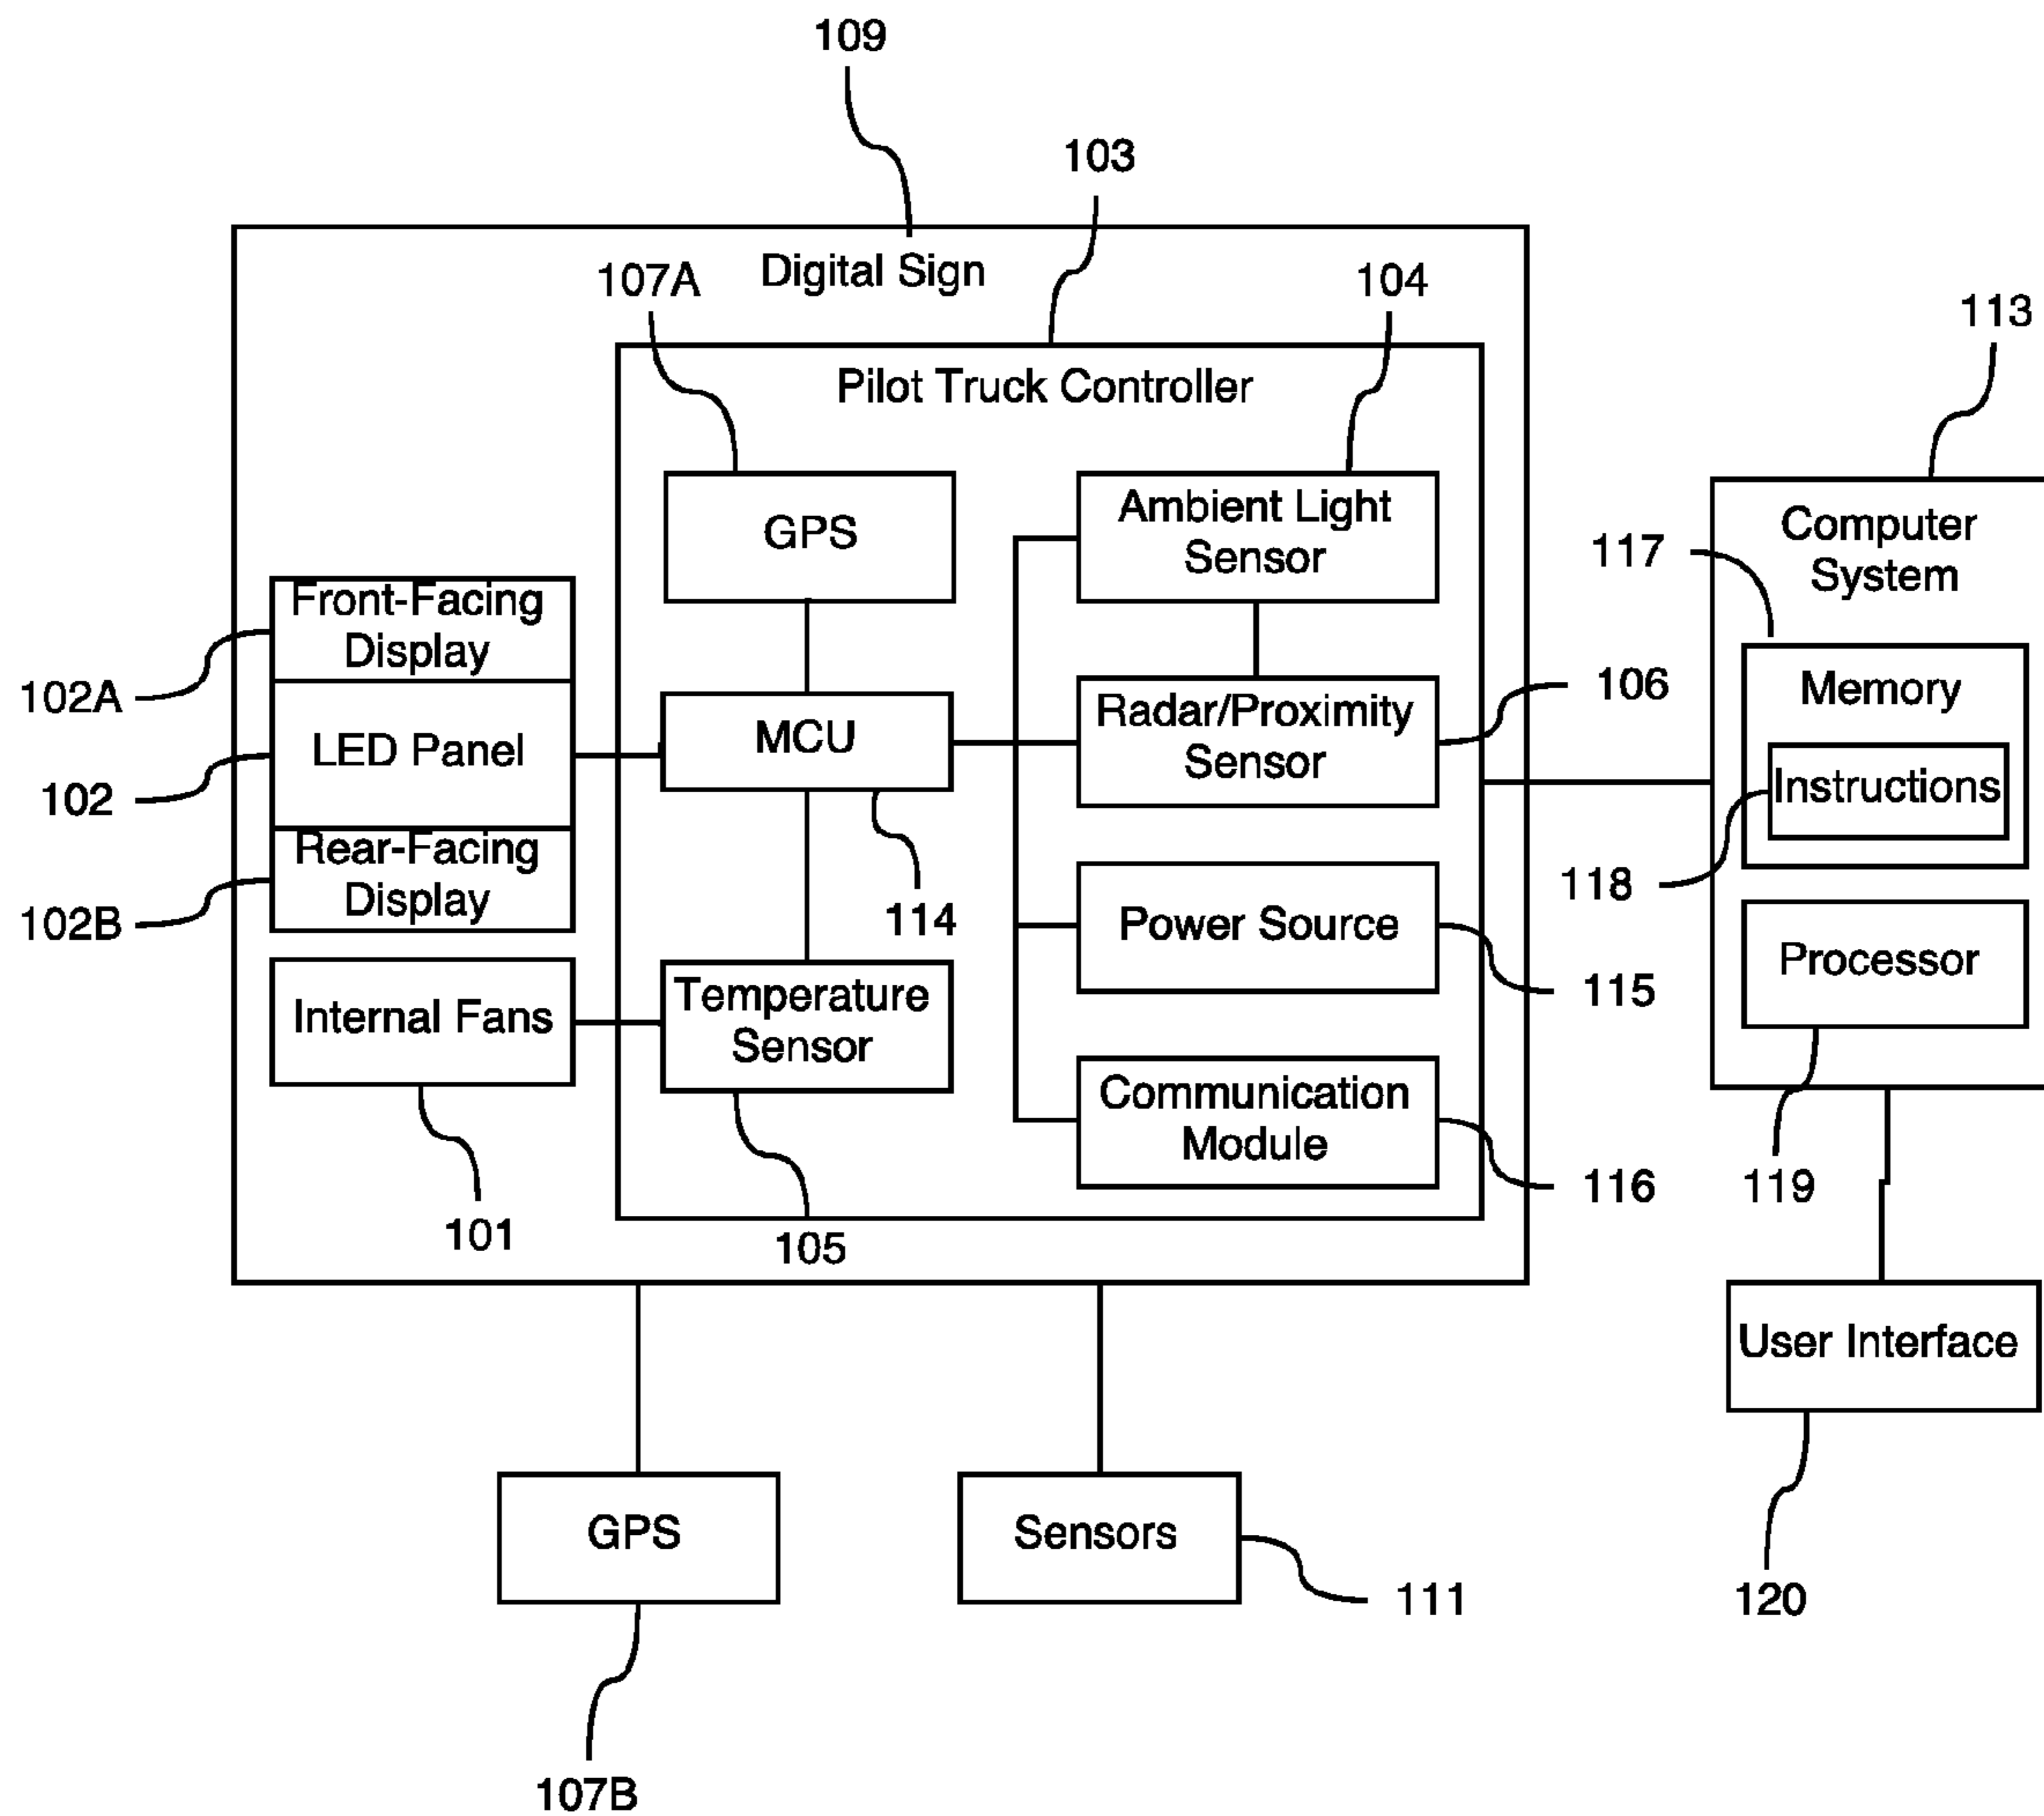 109
103
Digital Sign
107A
104
113
Pilot Truck Controller
GPS
Ambient Light
Sensor
Computer
System
117
Front-Facing
Display
102A
LED Panel
102
Rear-Facing
Display
102B
MCU
114
Radar/Proximity
Sensor
106
Memory
Instructions
118
Power Source
115
Processor
119
Internal Fans
101
Temperature
Sensor
105
Communication
Module
116
User Interface
120
GPS
107B
Sensors
111